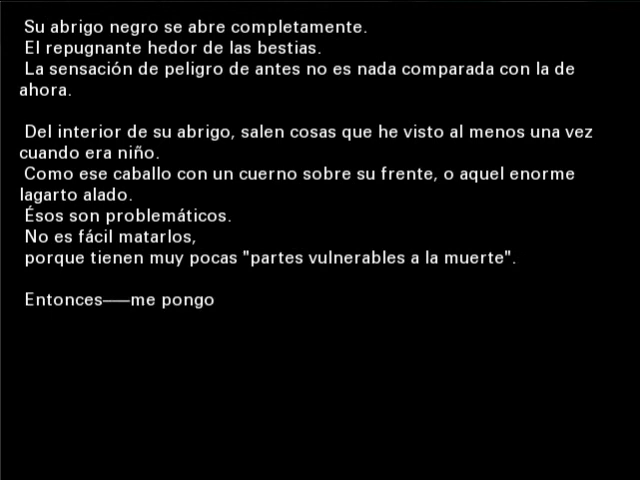 Su abrigo negro se abre completamente.
El repugnante hedor de las bestias.
La sensación de peligro de antes no es nada comparada con la de
ahora.
Del interior de su abrigo, salen cosas que he visto al menos una vez
cuando era niño.
Como ese caballo con un cuerno sobre su frente, o aquel enorme
lagarto alado.
Ésos son problemáticos.
No es fácil matarlos,
porque tienen muy pocas "partes vulnerables a la muerte".
Entonces——me pongo